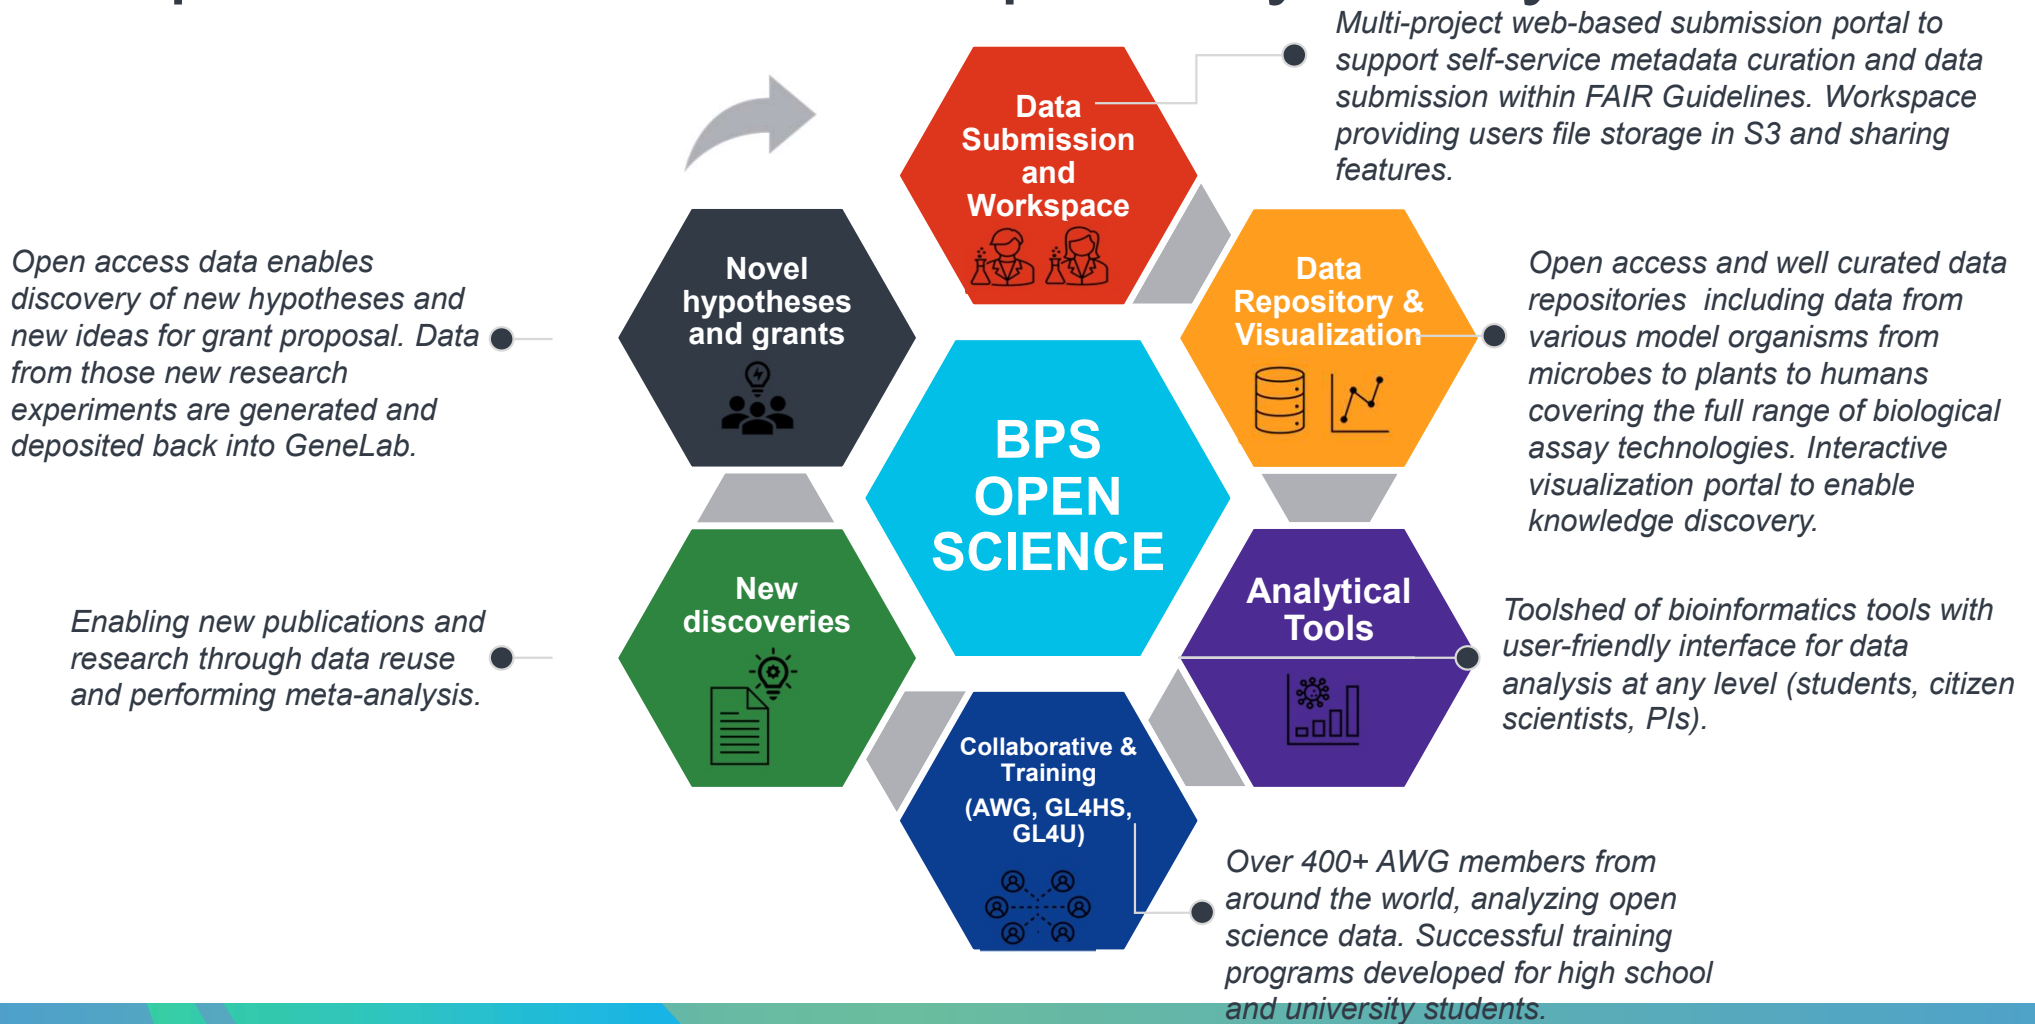 Multi-project web-based submission portal to
support self-service metadata curation and data
submission within FAIR Guidelines. Workspace
providing users file storage in S3 and sharing
features.
Data
Submission
and
Workspace
Novel
hypotheses
and grants
Data
Repository &
Visualization
Open access data enables
discovery of new hypotheses and
new ideas for grant proposal. Data
from those new research
experiments are generated and
deposited back into GeneLab.
Open access and well curated data
repositories including data from
various model organisms from
microbes to plants to humans
covering the full range of biological
assay technologies. Interactive
visualization portal to enable
knowledge discovery.
BPS
OPEN
SCIENCE
New
discoveries
Analytical
Tools
Enabling new publications and
research through data reuse
and performing meta-analysis.
Toolshed of bioinformatics tools with
user-friendly interface for data
analysis at any level (students, citizen
scientists, PIs).
Collaborative &
Training
(AWG, GL4HS,
GL4U)
Over 400+ AWG members from
around the world, analyzing open
science data. Successful training
programs developed for high school
and university students.